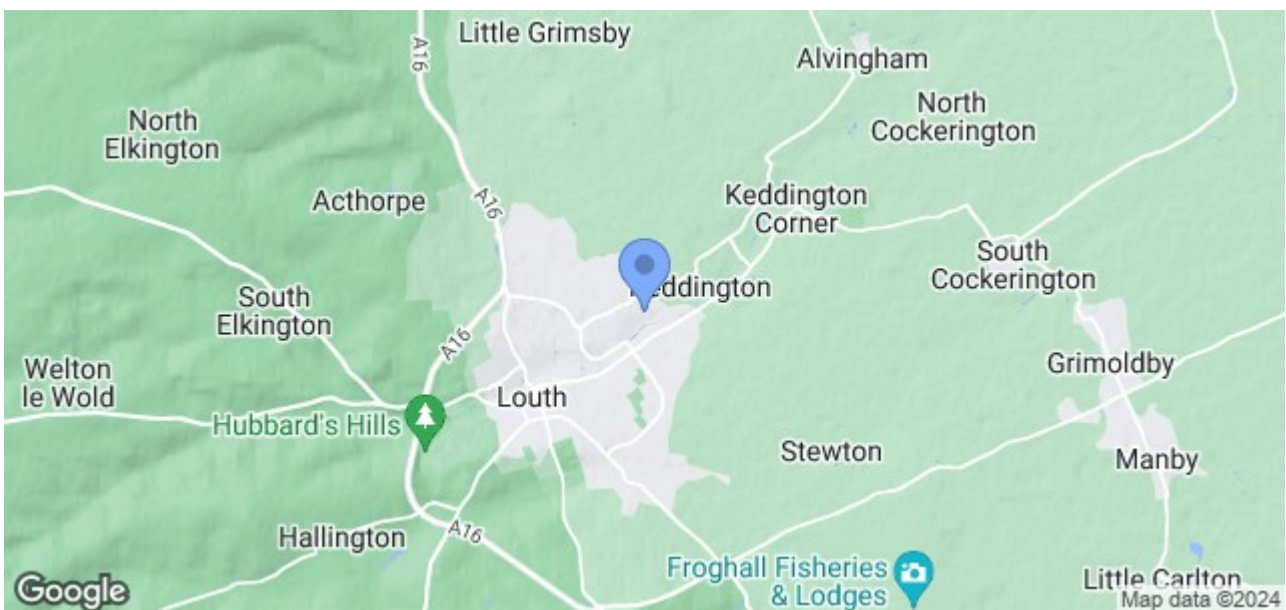 A16
Little Grimsby
Alvingham
North
Elkington
North
Cockerington
Acthorpe
A16
Keddington
Corner
South
Cockerington
eddington
South
Elkington
A16
Welton
le Wold
Grimoldby
Louth
Hubbard's Hills
Stewton
Manby
Hallington
A16
Froghall Fisheries
& Lodges
Little Carlton
Google
Map data ©2024